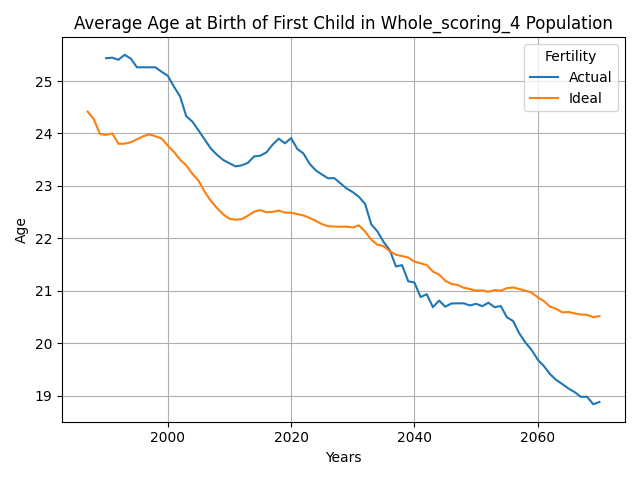 Average Age at Birth of First Child in Whole_scoring_4 Population
Fertility
Actual
Ideal
25
24
23
22
21
20
19
Age
2000
2020
2040
2060
Years